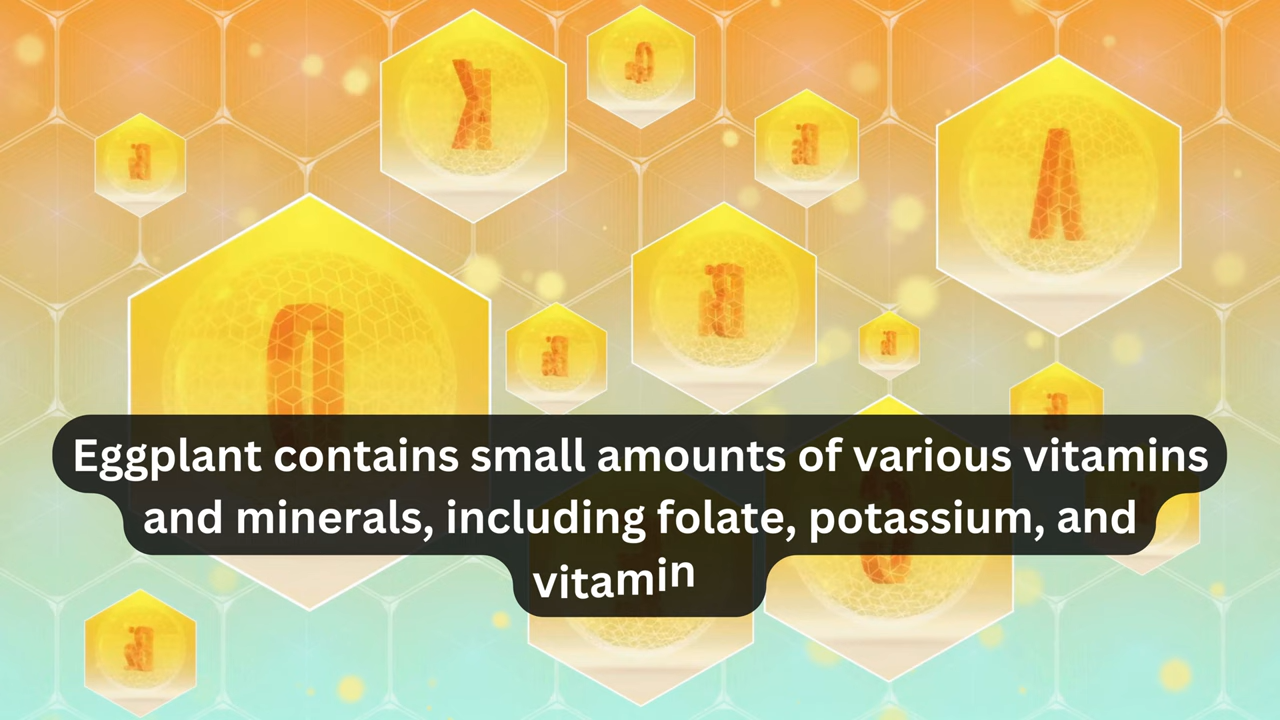 A
Eggplant contains small amounts of various vitamins
and minerals, including folate, potassium, and
vitamin